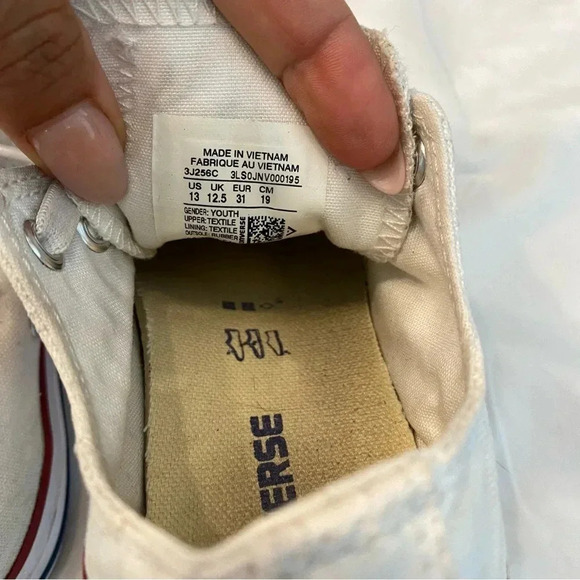 MADE IN VIETNAM
FABRIQUE AU VIETNAM
3J256C 3LS0JNV000195
US UK EUR CM
13 12.5 31 19
GENDER: YOUTH
UPPER: TEXTILE
LINING: TEXTILE
OUTSOLE: RUBBER
ERSE